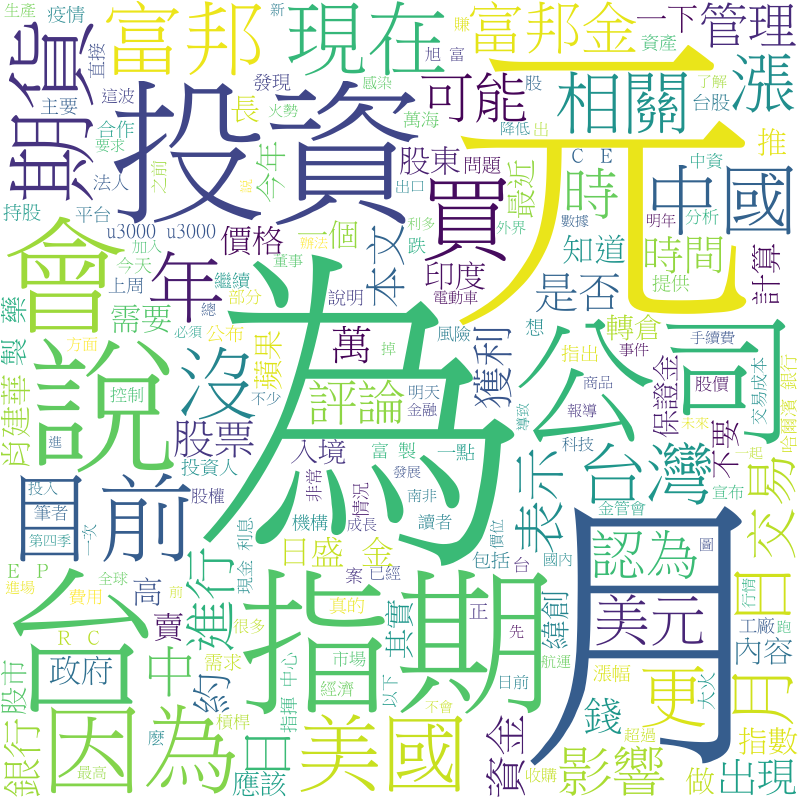 生產
疫情
直接
主要
這波
合作
要求
法人
持股
平台
期貨
富邦
新
賺
現在
發現
感染
火勢
長
萬海
之前
今年
投資
旭 富
可能
股東
問題
出口
利多
外界
跌
最近
富邦金
一下
管理
資產
了解
台股
股
降低
出
相關
漲
C E
中資
推
數據
明年
分析
元
買
時
中國
知道
時間
提供
計算
u3000 u3000
價格
一個
本文
印度
電動車
是否
加入
今天
上周
繼續
董事
辦法
總
部分
說明
會
年
需要
製 藥
必須
公布
方面
蘋果
萬
風險
想
獲利
轉倉
指出
事件
手續費
股價
保證金
不要
交易成本
哈爾濱 銀行
公司
說
沒
控制
不少
評論
明天
金融
掉
為
尚建華
股票
商品
報導
導致
科技
未來
一起
宣布
台灣
表示
交易
進
投資人
入境
富 製
一點
發展
非常
情況
南非
金管會
目前
投入
筆者
第四季
一次
股權
機構
成長
讀者
價位
國內
圖
認為
日盛 金
利息
現金
包括
台
E P
進場
全球
費用
高
進行
案
已經
真的
正
先
緯創
美元
行情
工廠
跑
內容
月
日
前
R C
賣
很多
其實
日前
航運
漲幅
大火
政府
中
約
需求
市場
經濟
中心
指揮
以下
指期
台
因為
股市
銀行
最高
麼
應該
槓桿
美國
不會
資金
收購
影響
錢
更
超過
做
指數
出現